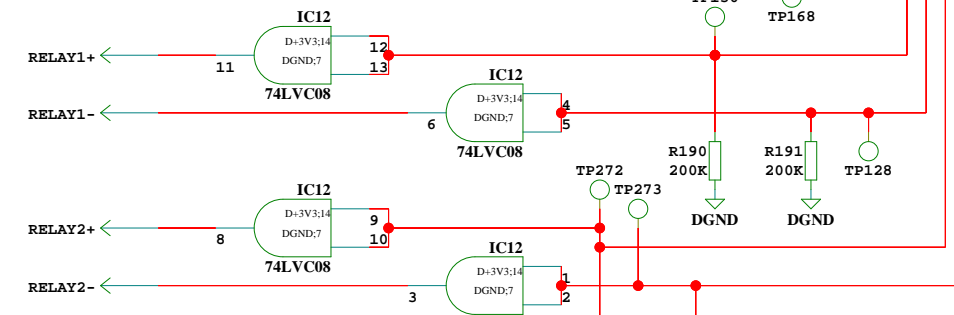 IC12
TP168
D+3V3;14
12
RELAY1+
DGND;7
13
11
74LVC08
IC12
D+3V3;14
4
RELAY1-
DGND;7
5
6
74LVC08
R190
200K
R191
200K
TP128
TP272
TP273
DGND
DGND
IC12
D+3V3;14
9
RELAY2+
DGND;7
10
8
74LVC08
IC12
D+3V3;14
1
RELAY2-
DGND;7
2
3